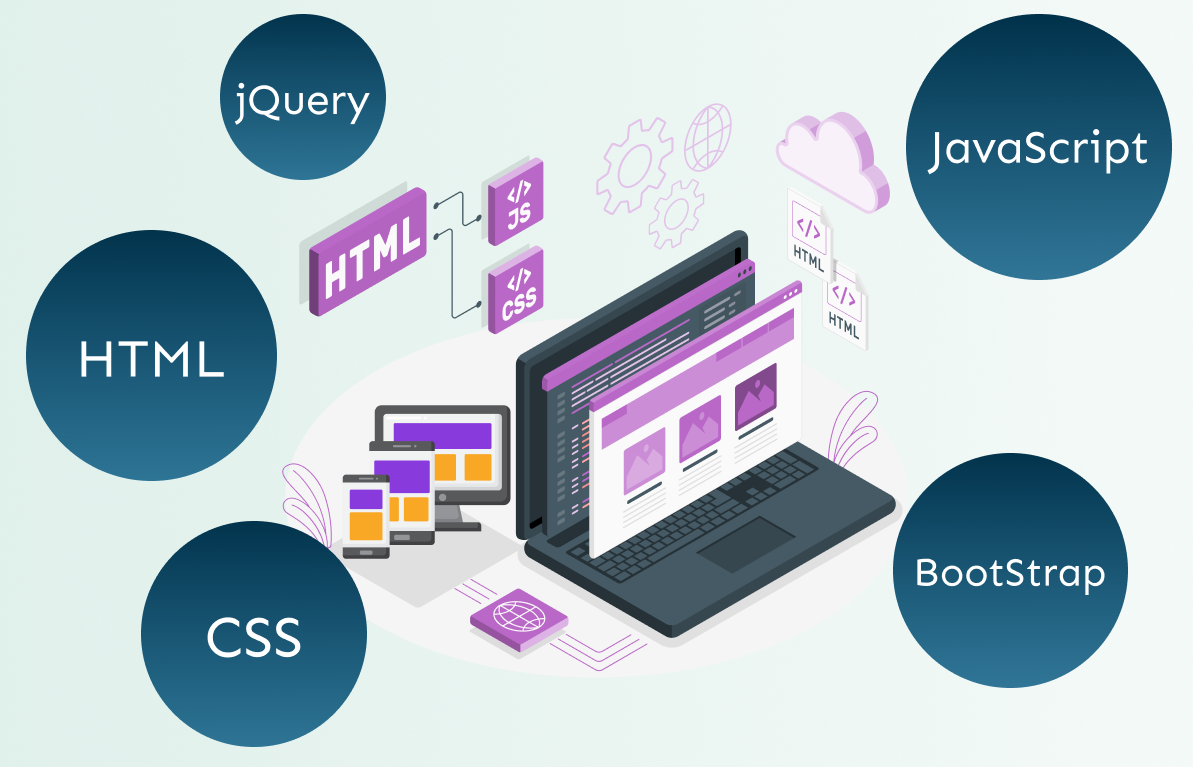 jQuery
JavaScript
</>
JS
HTML
</>
CSS
</>
HTML
</>
HTML
HTML
CSS
BootStrap